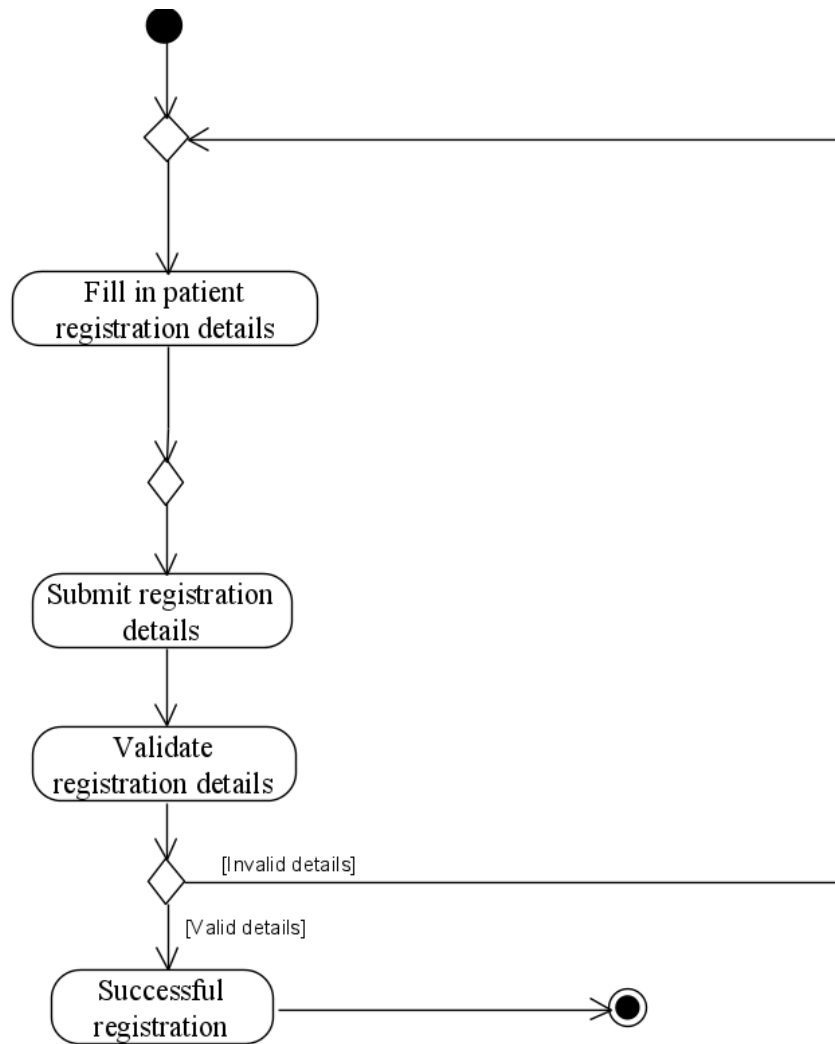 Fill in patient
registration details
Submit registration
details
Validate
registration details
[Invalid details]
[Valid details]
Successful
registration